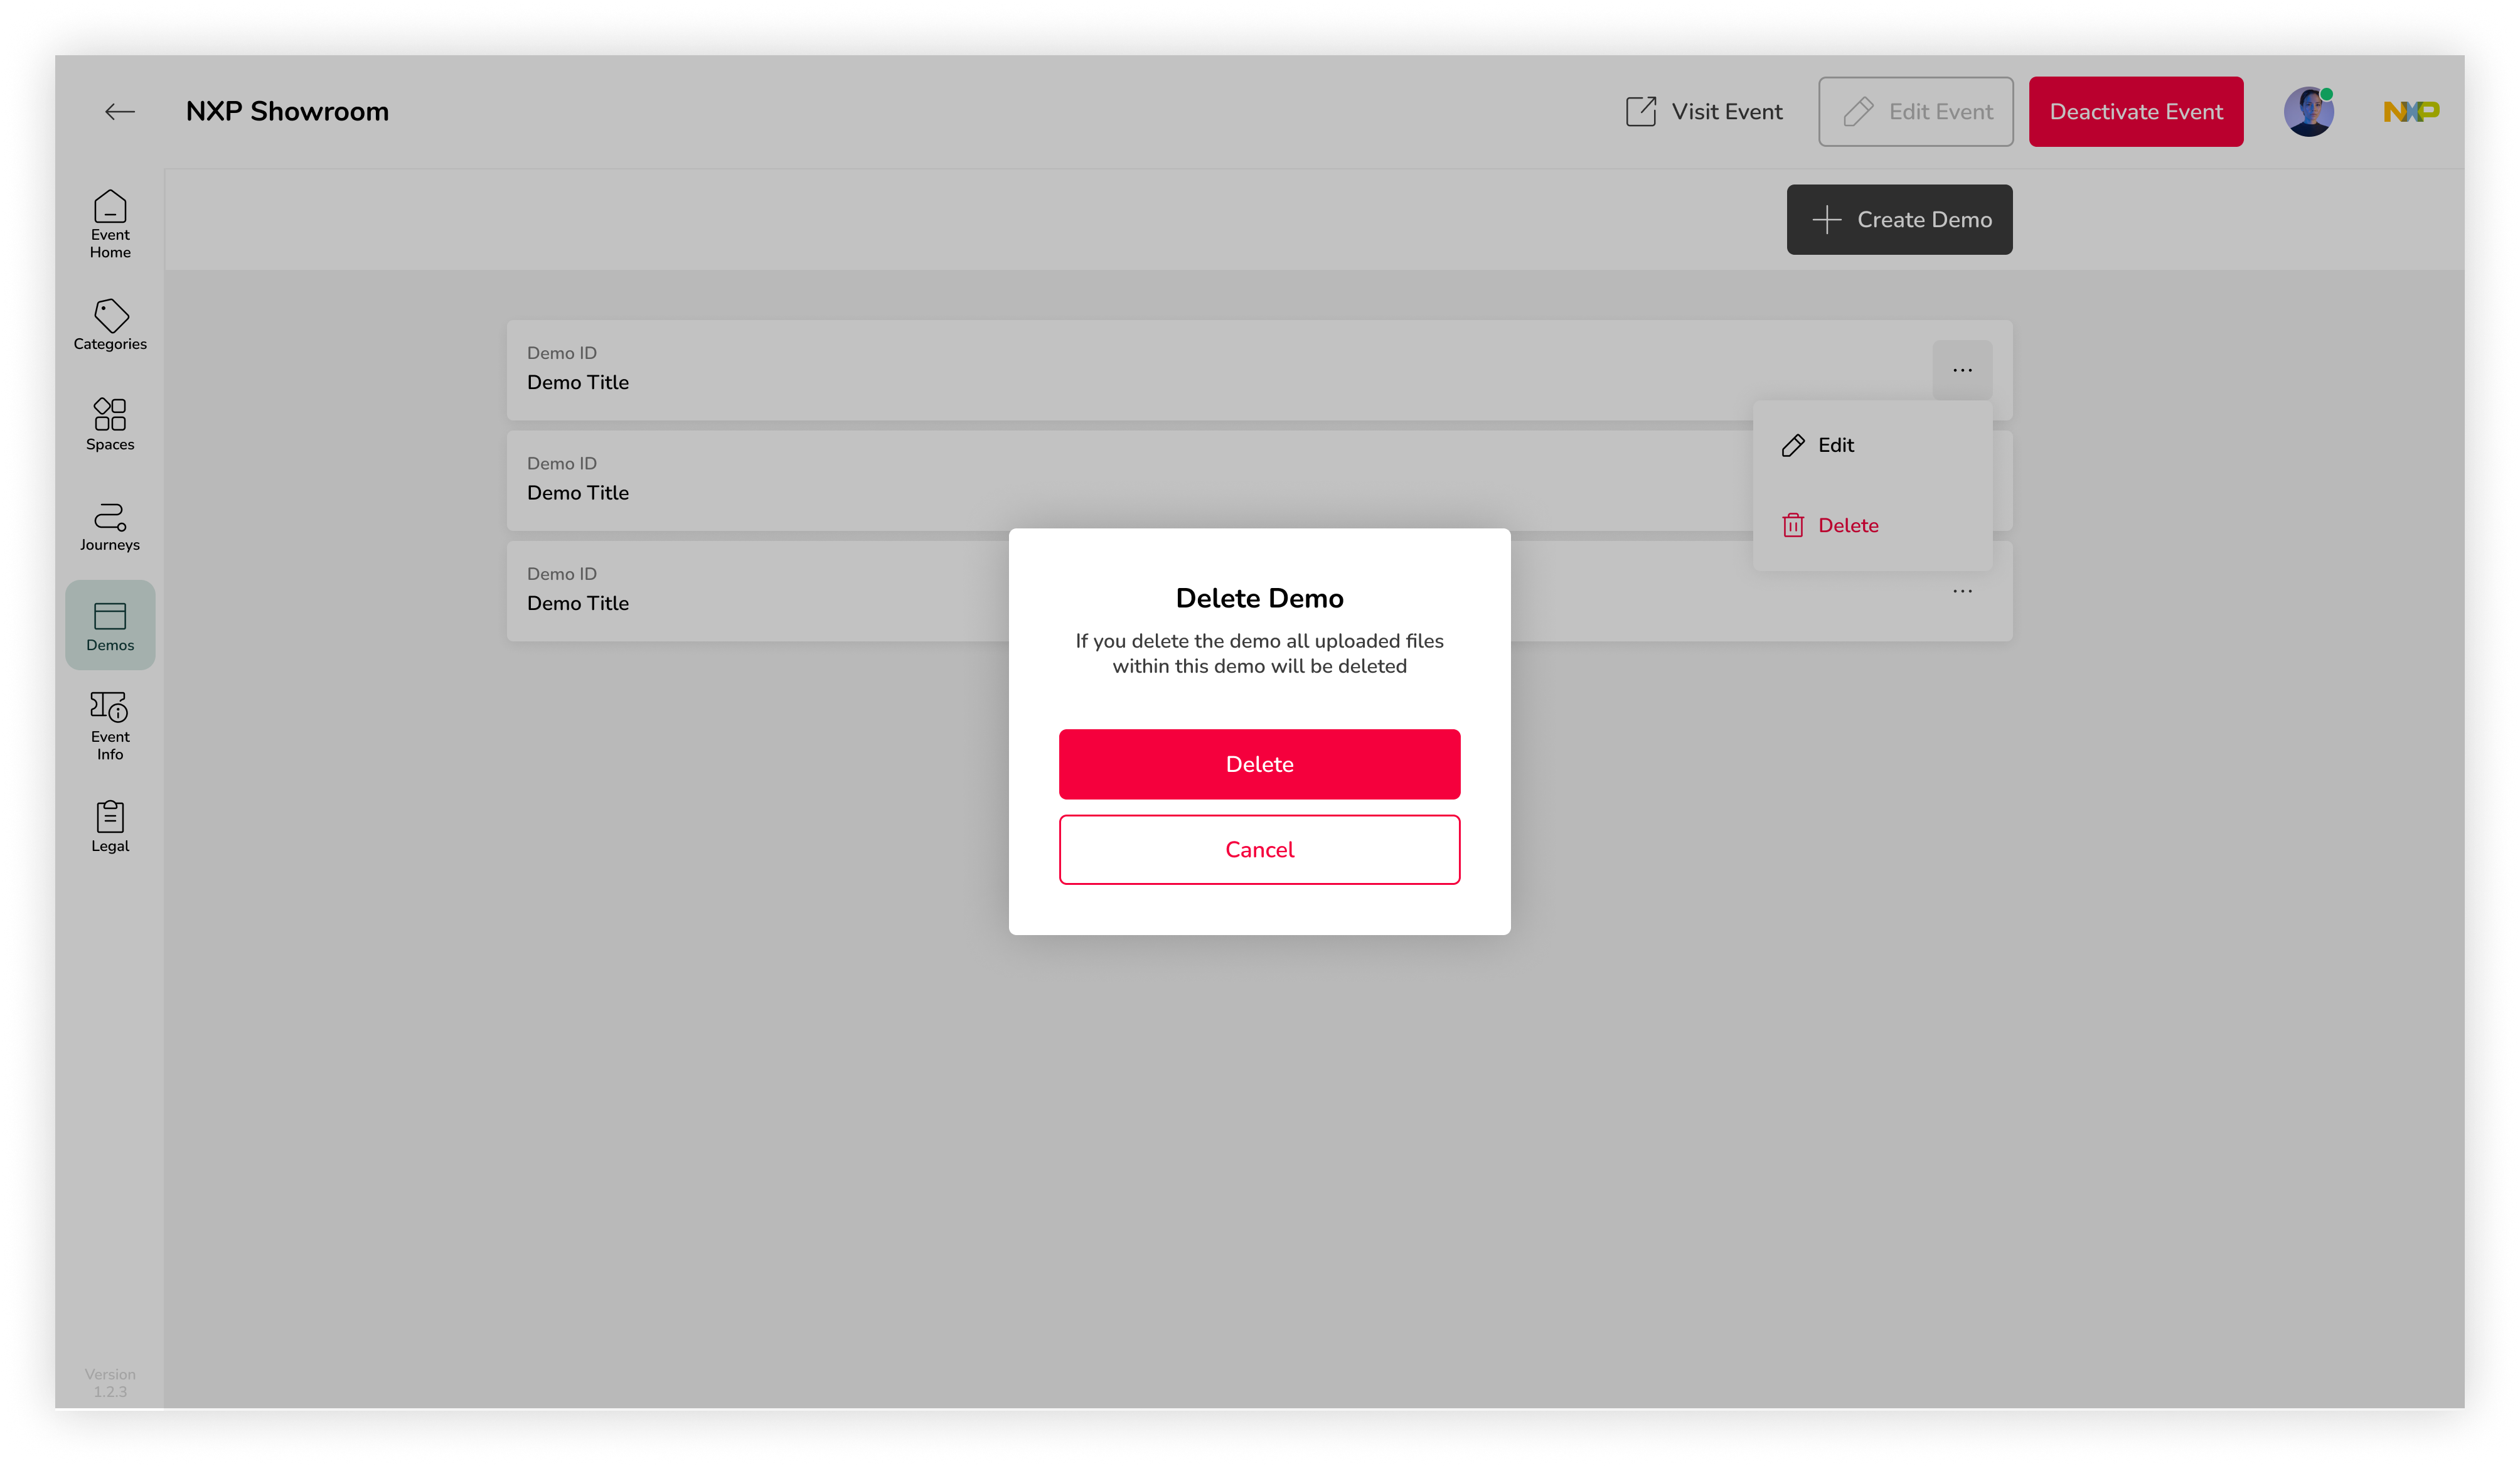 NXP Showroom
Visit Event
Edit Event
Deactivate Event
NXP
Event
Home
Categories
Spaces
Journeys
Demos
Event
Info
Legal
Version
1.2.3
Create Demo
Demo ID
Demo Title
...
Edit
Delete
Demo ID
Demo Title
Demo ID
Demo Title
...
Delete Demo
If you delete the demo all uploaded files
within this demo will be deleted
Delete
Cancel